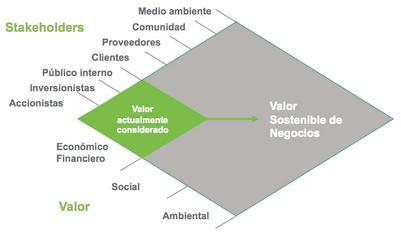 Medio ambiente
Stakeholders
Comunidad
Proveedores
Clientes
Público interno
Inversionistas
Accionistas
Valor
actualmente
considerado
Valor
Sostenible de
Negocios
Económico
Financiero
Social
Valor
Ambiental